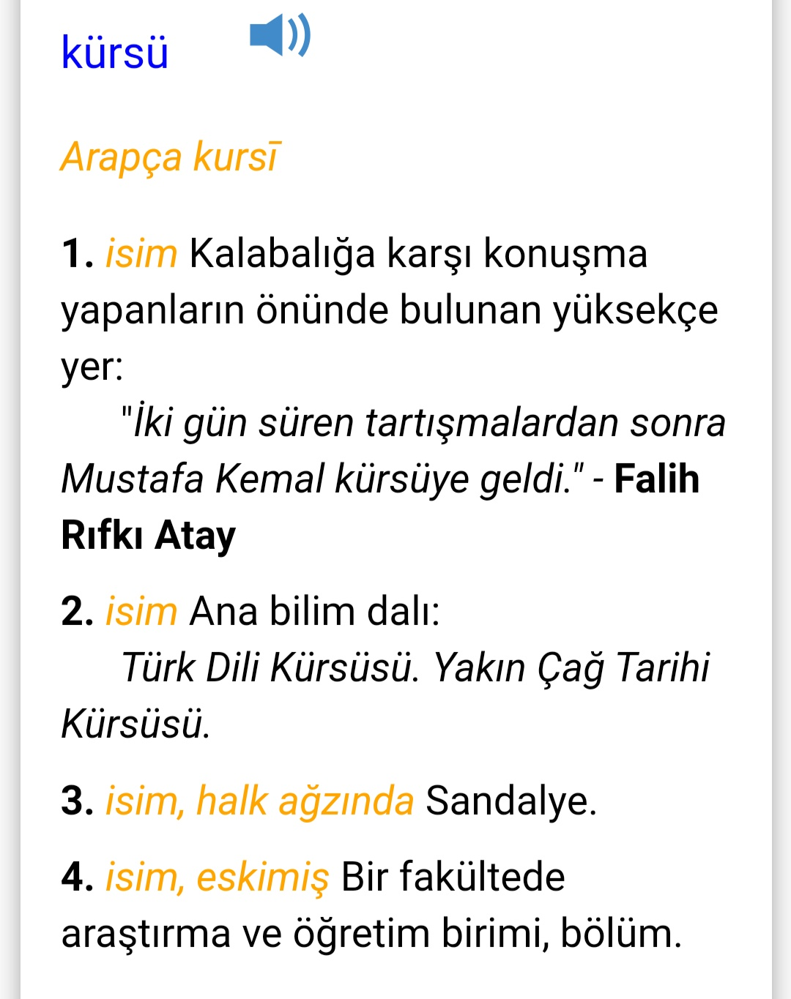 kürsü
Arapça kursī
1. isim Kalabalığa karşı konuşma
yapanların önünde bulunan yüksekçe
yer:
"İki gün süren tartışmalardan sonra
Mustafa Kemal kürsüye geldi." - Falih
Rıfkı Atay
2. isim Ana bilim dalı:
Türk Dili Kürsüsü. Yakın Çağ Tarihi
Kürsüsü.
3. isim, halk ağzında Sandalye.
4. isim, eskimiş Bir fakültede
araştırma ve öğretim birimi, bölüm.